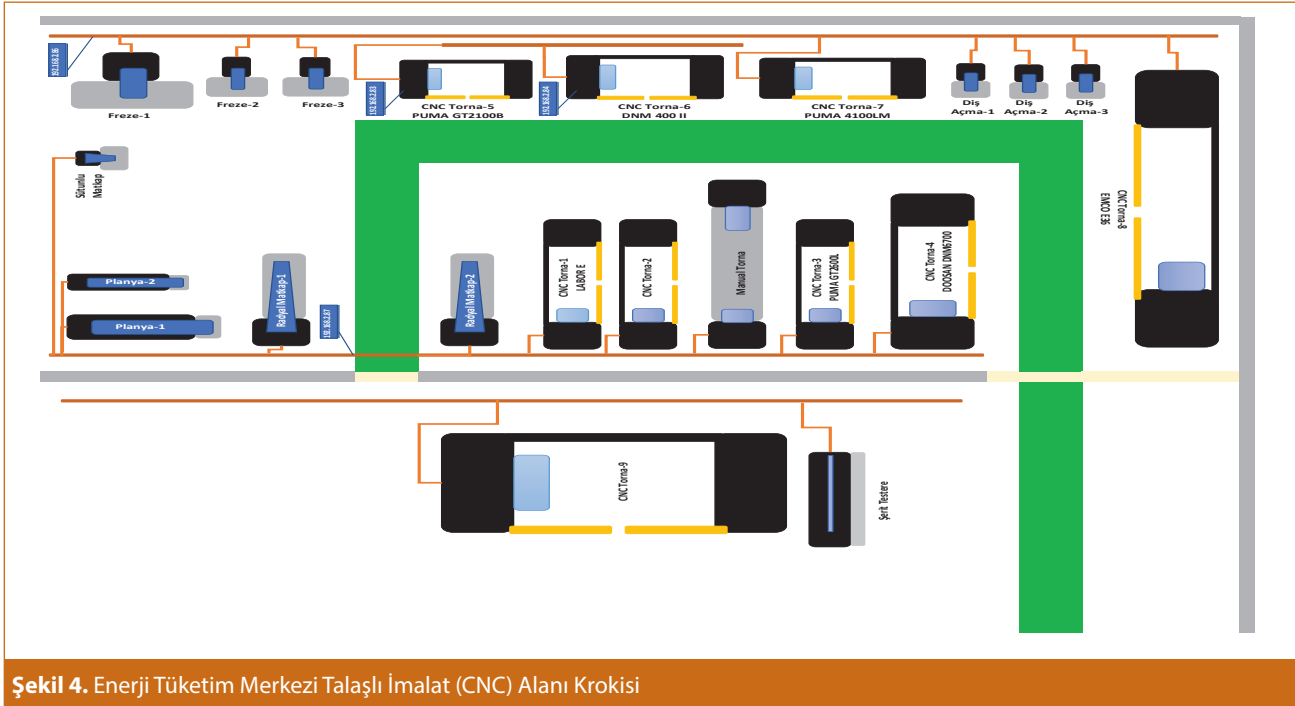 192.168.2.86
Freze-1
Freze-2
Freze-3
192.168.2.83
CNC Torna-5
PUMA GT2100B
192.168.2.84
CNC Torna-6
DNM 400 II
CNC Torna-7
PUMA 4100LM
Diş
Açma-1
Diş
Açma-2
Diş
Açma-3
Sütunlu
Matkap
CNC Torna-8
EMCO E36
Planya-2
Planya-1
Radyal Matkap-1
192.168.2.87
Radyal Matkap-2
CNC Torna-1
LABOR E
CNC Torna-2
Manual Torna
CNC Torna-3
PUMA GT2600L
CNC Torna-4
DOOSAN DNM6700
CNC Torna-9
Şerit Testere
Şekil 4. Enerji Tüketim Merkezi Talaşlı İmalat (CNC) Alanı Krokisi